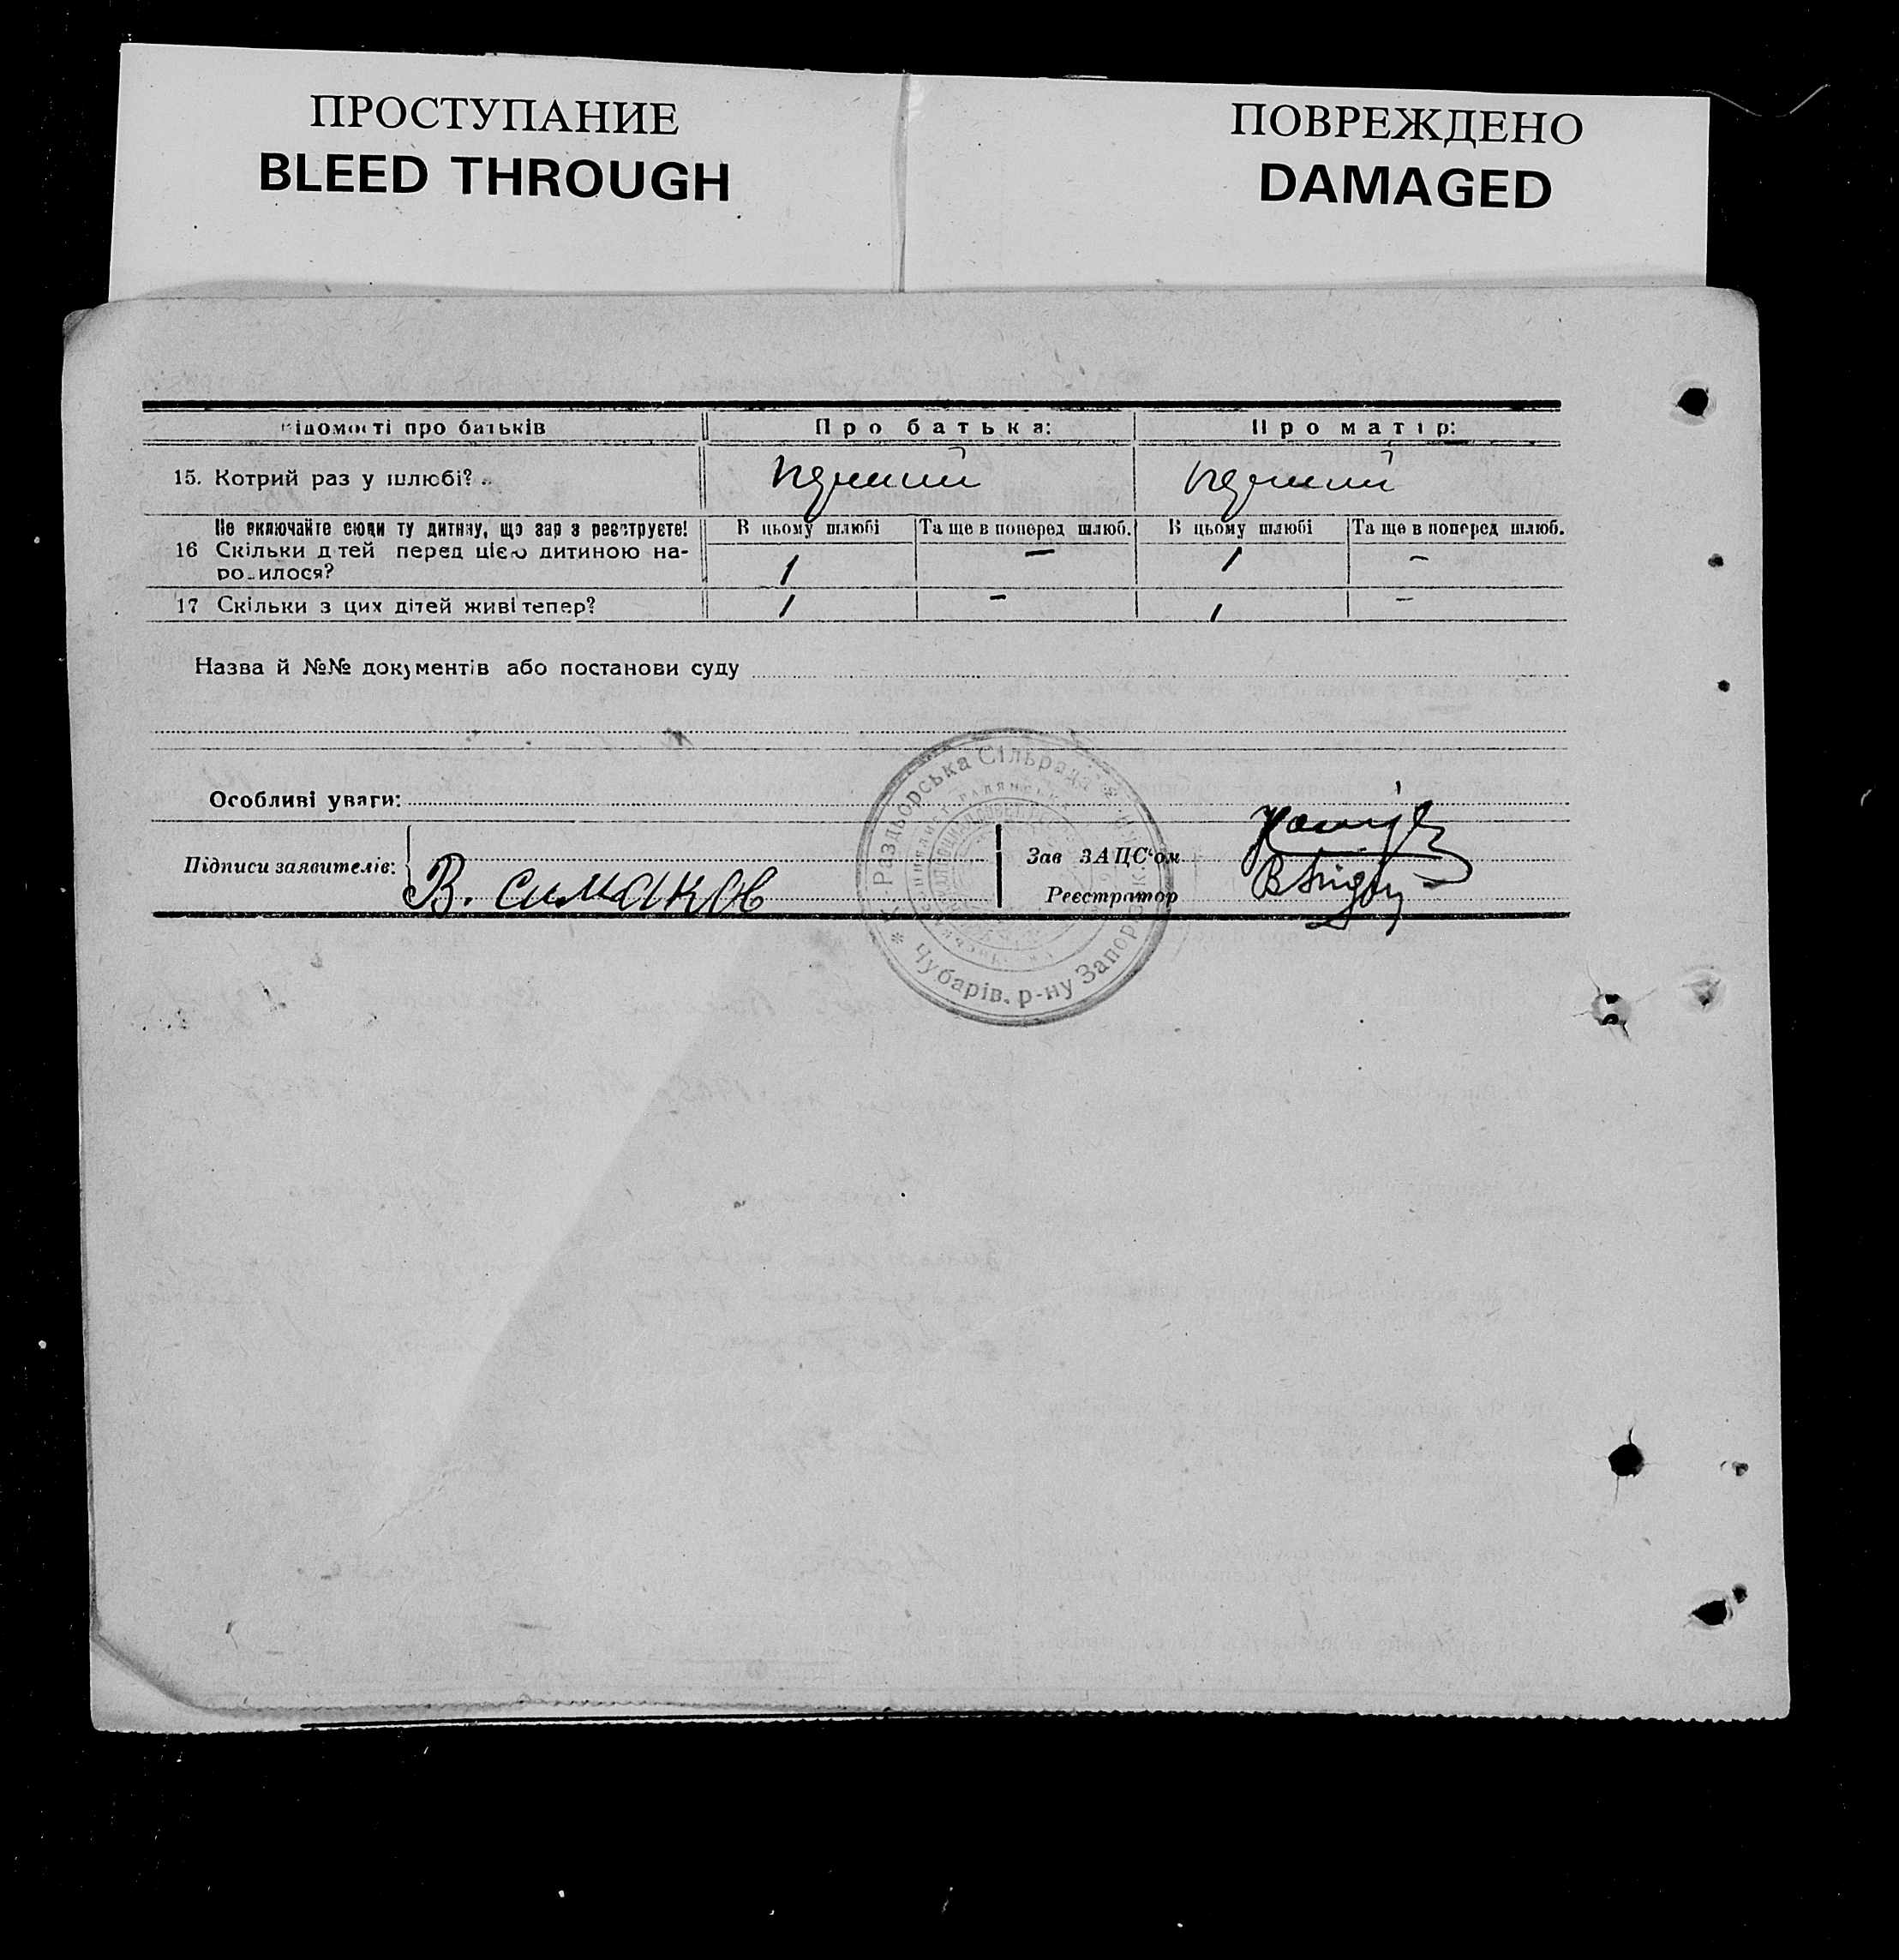 ПРОСТУПАНИЕ
BLEED THROUGH
ПОВРЕЖДЕНО
DAMAGED
Відомості про батьків
Про батька:
Про матір:
15. Котрий раз у шлюбі?
перший
перший
Не включайте сюди ту дитину, що зараз реєструєте!
В цьому шлюбі
Та ще в поперед шлюб.
В цьому шлюбі
Та ще в поперед шлюб.
16 Скільки дітей перед цією дитиною на-
родилося?
1 – 1 –
17 Скільки з цих дітей живі тепер?
1 – 1 –
Назва й №№ документів або постанови суду
Особливі уваги:
Підписи заявителів:
В. Симаков
Зав ЗАЦС'ом
Реєстратор
Раздьорська Сільрада
* Чубарів. р-ну Запоріз